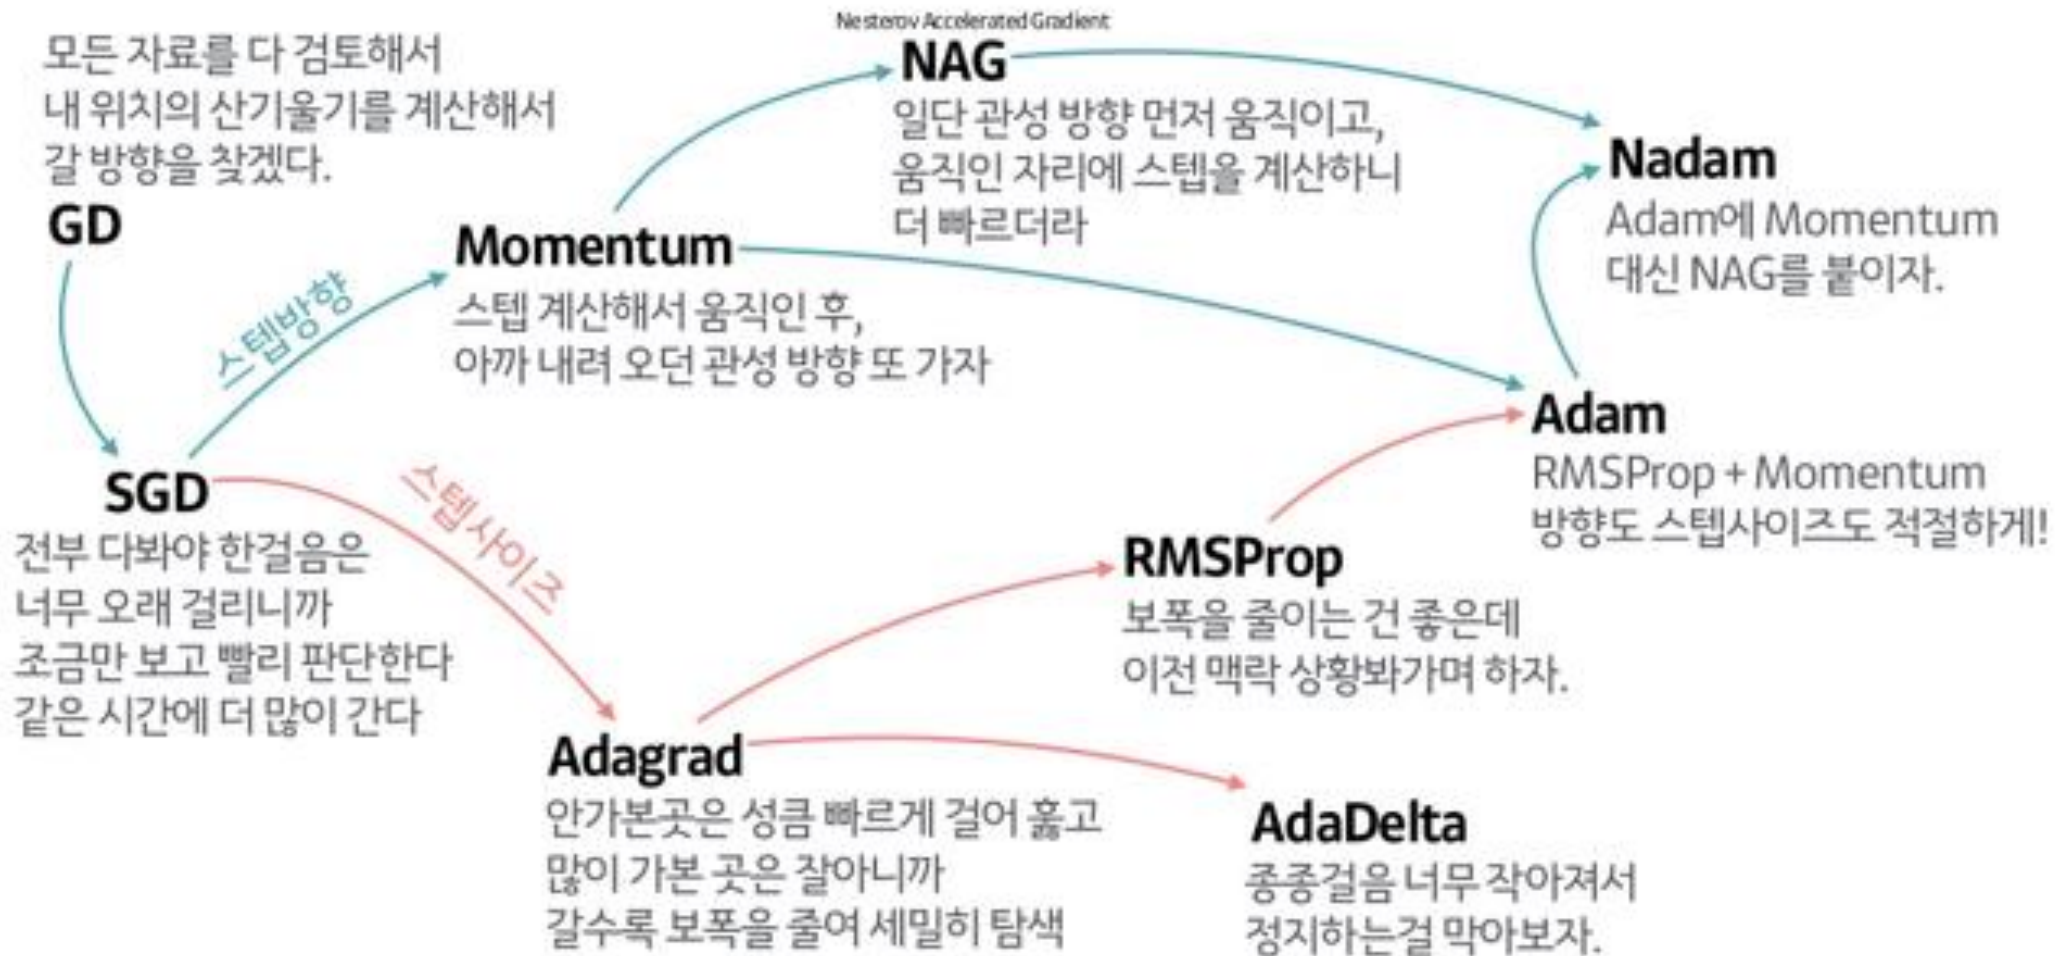 모든 자료를 다 검토해서
내 위치의 산기울기를 계산해서
갈 방향을 찾겠다.
GD
스텝방향
SGD
전부 다봐야 한걸음은
너무 오래 걸리니까
조금만 보고 빨리 판단한다
같은 시간에 더 많이 간다
Momentum
스텝 계산해서 움직인 후,
아까 내려 오던 관성 방향 또 가자
Nesterov Accelerated Gradient
NAG
일단 관성 방향 먼저 움직이고,
움직인 자리에 스텝을 계산하니
더 빠르더라
Nadam
Adam에 Momentum
대신 NAG를 붙이자.
Adam
RMSProp + Momentum
방향도 스텝사이즈도 적절하게!
스텝사이즈
Adagrad
안가본곳은 성큼 빠르게 걸어 훑고
많이 가본 곳은 잘아니까
갈수록 보폭을 줄여 세밀히 탐색
RMSProp
보폭을 줄이는 건 좋은데
이전 맥락 상황봐가며 하자.
AdaDelta
종종걸음 너무 작아져서
정지하는걸 막아보자.